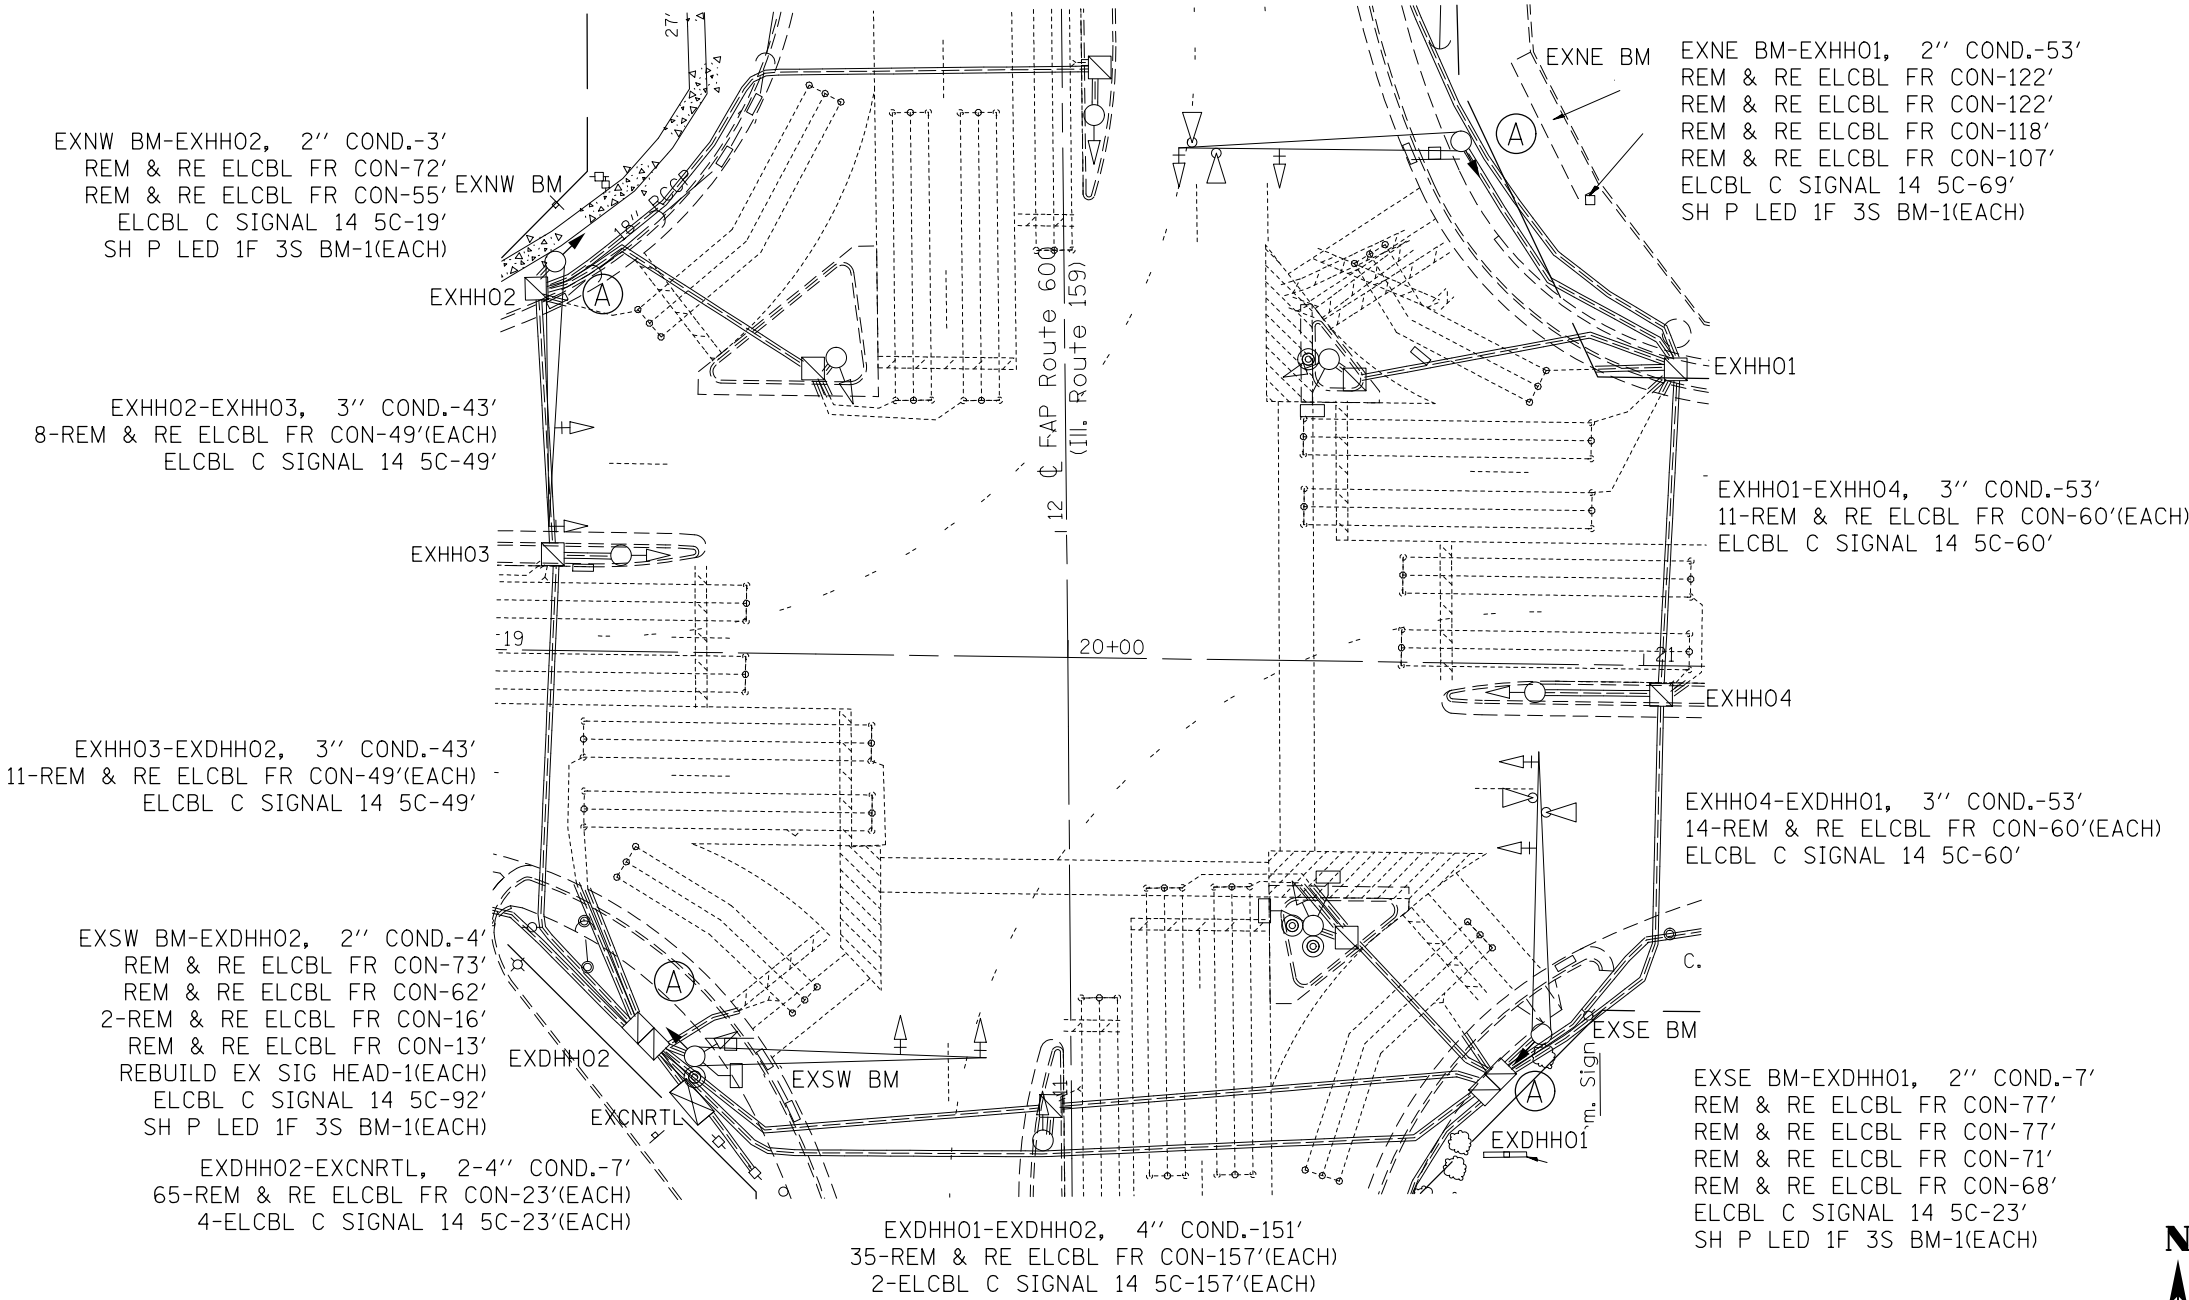 27'
EXNW BM-EXHH02, 2'' COND.-3'
REM & RE ELCBL FR CON-72'
REM & RE ELCBL FR CON-55'
ELCBL C SIGNAL 14 5C-19'
SH P LED 1F 3S BM-1(EACH)
EXNW BM
18'' RCCP
A
EXHH02
EXNE BM
A
EXNE BM-EXHH01, 2'' COND.-53'
REM & RE ELCBL FR CON-122'
REM & RE ELCBL FR CON-122'
REM & RE ELCBL FR CON-118'
REM & RE ELCBL FR CON-107'
ELCBL C SIGNAL 14 5C-69'
SH P LED 1F 3S BM-1(EACH)
℄ FAP Route 600
(Ill. Route 159)
12
EXHH01
EXHH02-EXHH03, 3'' COND.-43'
8-REM & RE ELCBL FR CON-49'(EACH)
ELCBL C SIGNAL 14 5C-49'
EXHH03
EXHH01-EXHH04, 3'' COND.-53'
11-REM & RE ELCBL FR CON-60'(EACH)
ELCBL C SIGNAL 14 5C-60'
19
20+00
21
EXHH04
EXHH03-EXDHH02, 3'' COND.-43'
11-REM & RE ELCBL FR CON-49'(EACH)
ELCBL C SIGNAL 14 5C-49'
EXHH04-EXDHH01, 3'' COND.-53'
14-REM & RE ELCBL FR CON-60'(EACH)
ELCBL C SIGNAL 14 5C-60'
EXSW BM-EXDHH02, 2'' COND.-4'
REM & RE ELCBL FR CON-73'
REM & RE ELCBL FR CON-62'
2-REM & RE ELCBL FR CON-16'
REM & RE ELCBL FR CON-13'
REBUILD EX SIG HEAD-1(EACH)
ELCBL C SIGNAL 14 5C-92'
SH P LED 1F 3S BM-1(EACH)
A
EXDHH02
EXSW BM
EXCNRTL
11
C.
EXSE BM
m. Sign
A
EXDHH01
EXDHH02-EXCNRTL, 2-4'' COND.-7'
65-REM & RE ELCBL FR CON-23'(EACH)
4-ELCBL C SIGNAL 14 5C-23'(EACH)
EXDHH01-EXDHH02, 4'' COND.-151'
35-REM & RE ELCBL FR CON-157'(EACH)
2-ELCBL C SIGNAL 14 5C-157'(EACH)
EXSE BM-EXDHH01, 2'' COND.-7'
REM & RE ELCBL FR CON-77'
REM & RE ELCBL FR CON-77'
REM & RE ELCBL FR CON-71'
REM & RE ELCBL FR CON-68'
ELCBL C SIGNAL 14 5C-23'
SH P LED 1F 3S BM-1(EACH)
N